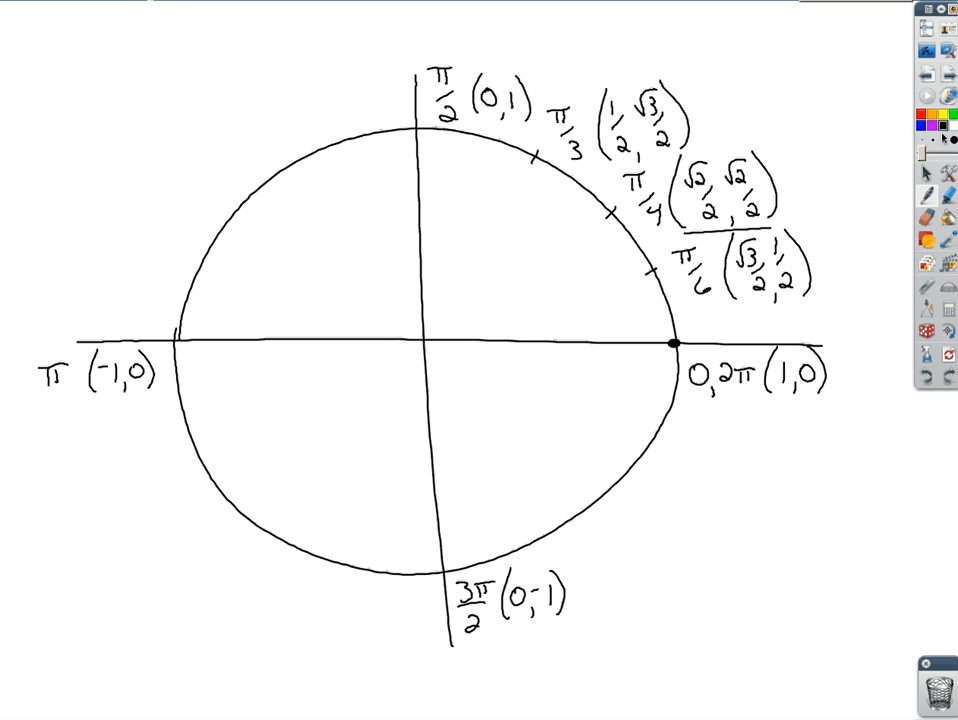 π/2 (0,1)
π/3 (1/2, √3/2)
π/4 (√2/2, √2/2)
π/6 (√3/2, 1/2)
π (-1,0)
0,2π (1,0)
3π/2 (0,-1)